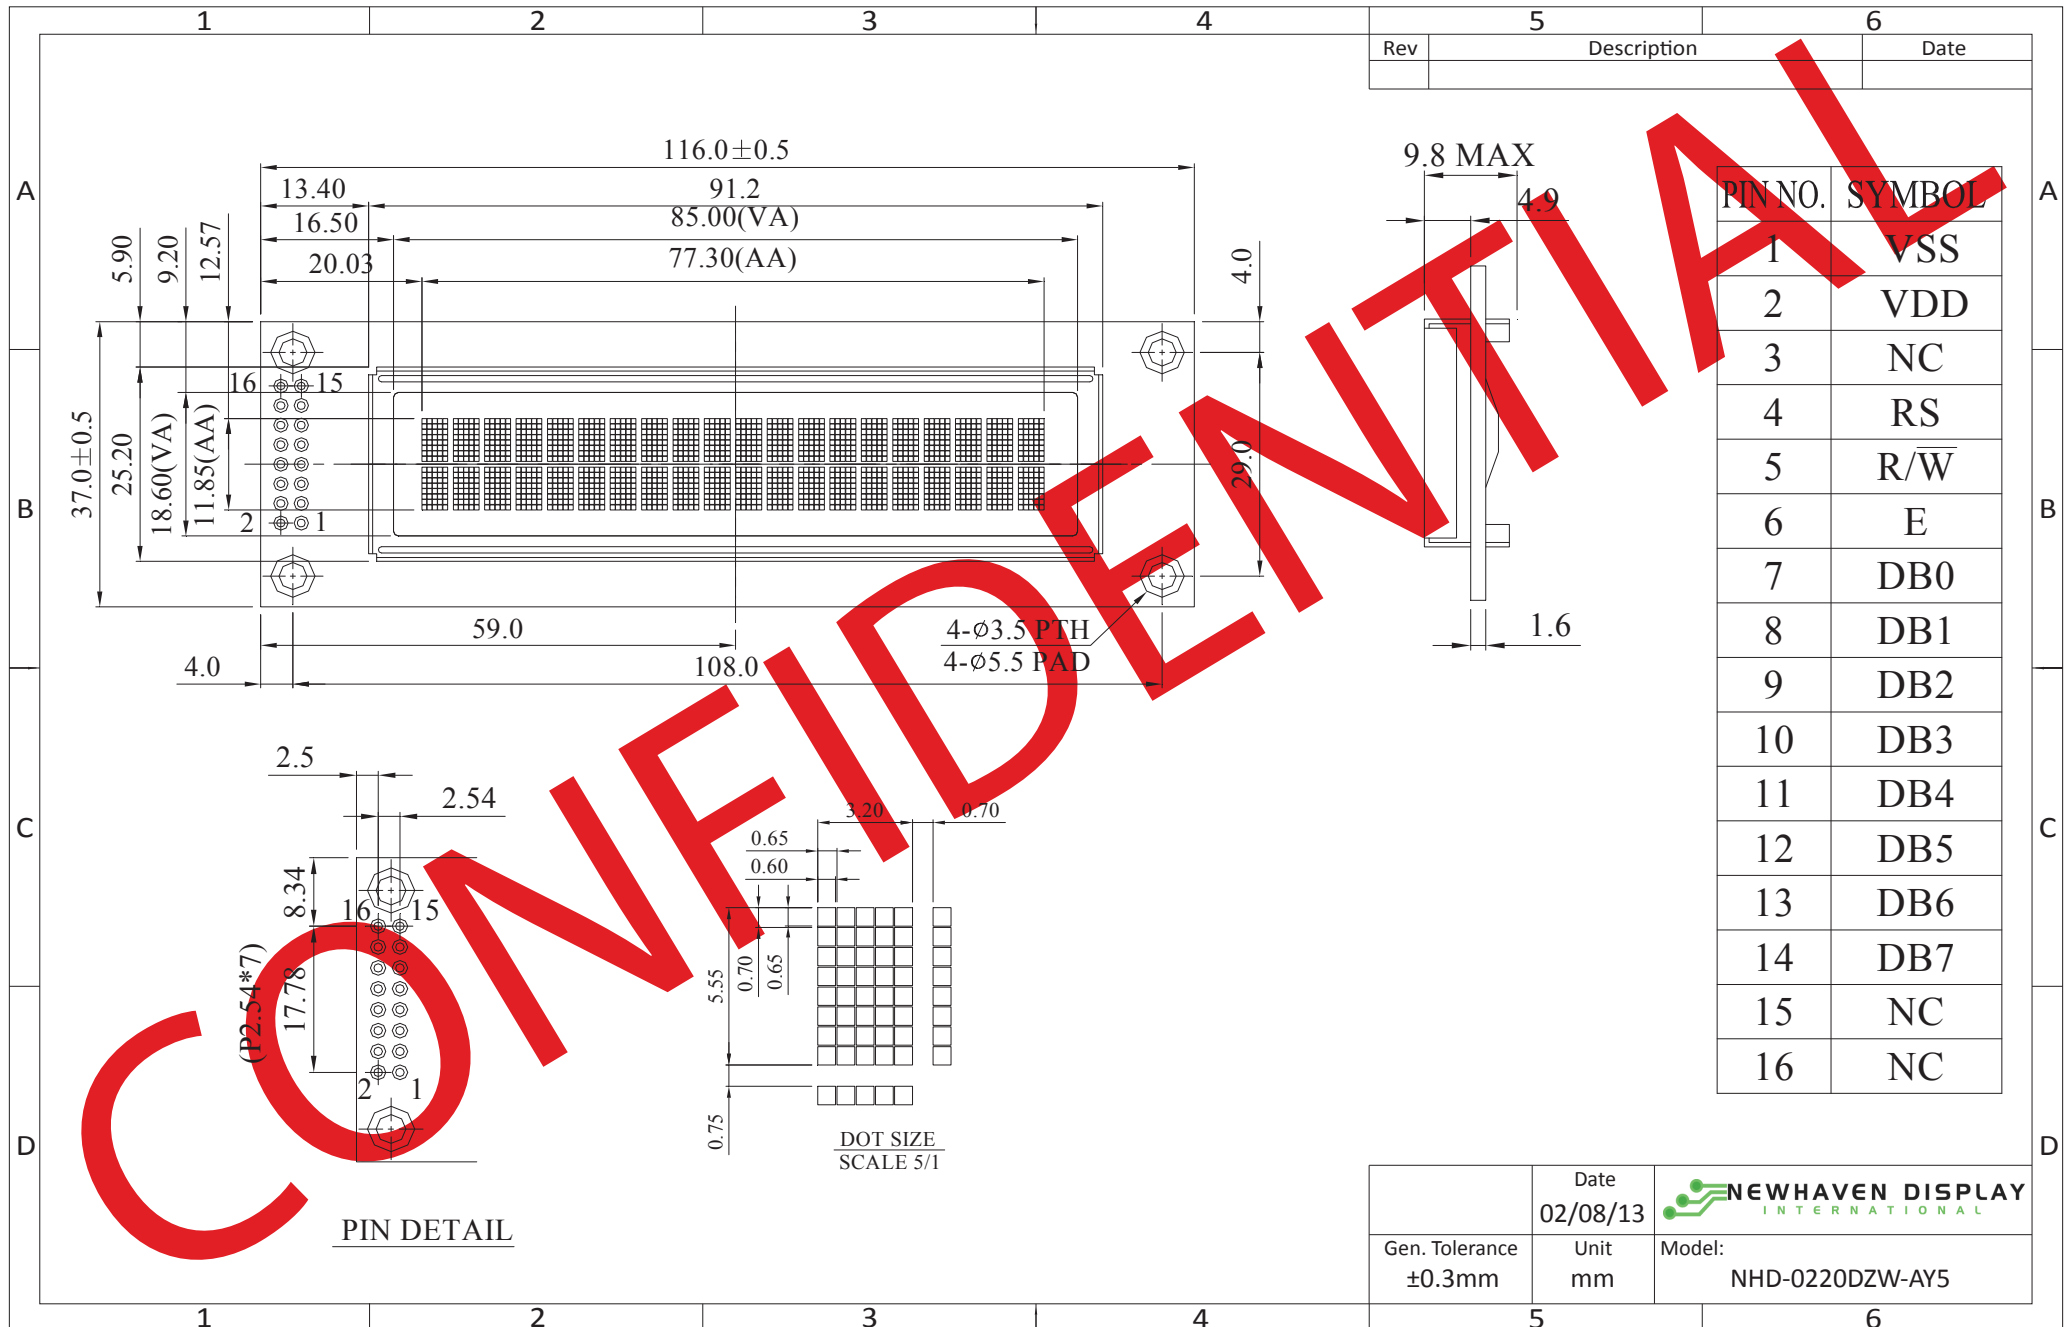 1 2 3 4 5 6
Rev Description Date
A A
B B
C C
D D
116.0±0.5
13.40 91.2
16.50 85.00(VA)
20.03 77.30(AA)
5.90 9.20 12.57
4.0
37.0±0.5
25.20
18.60(VA)
11.85(AA)
16 15
2 1
29.0
59.0
4.0 108.0
4-Ø3.5 PTH
4-Ø5.5 PAD
9.8 MAX
4.9
1.6
CONFIDENTIAL
PIN NO. SYMBOL
1 VSS
2 VDD
3 NC
4 RS
5 R/W̅
6 E
7 DB0
8 DB1
9 DB2
10 DB3
11 DB4
12 DB5
13 DB6
14 DB7
15 NC
16 NC
2.5
2.54
8.34
16 15
(P2.54*7)
17.78
2 1
PIN DETAIL
3.20 0.70
0.65
0.60
5.55
0.70
0.65
0.75
DOT SIZE
SCALE 5/1
Date
02/08/13
NEWHAVEN DISPLAY
INTERNATIONAL
Gen. Tolerance
±0.3mm
Unit
mm
Model:
NHD-0220DZW-AY5
1 2 3 4 5 6